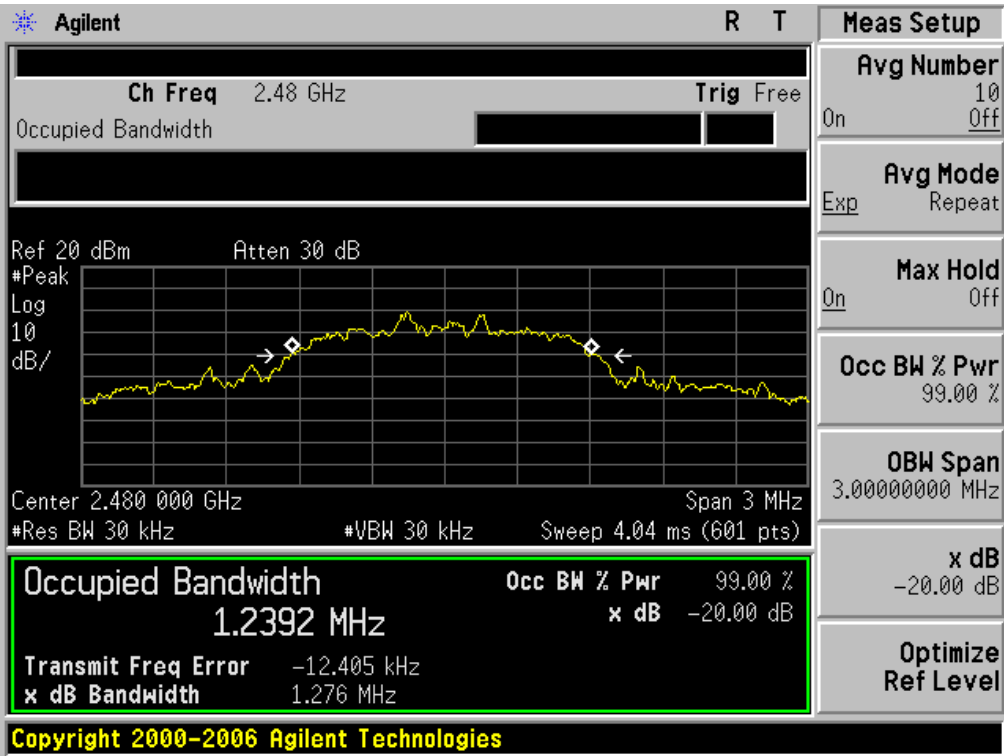 Agilent R T
Ch Freq 2.48 GHz Trig Free
Occupied Bandwidth
Ref 20 dBm Atten 30 dB
#Peak
Log
10
dB/
Center 2.480 000 GHz Span 3 MHz
#Res BW 30 kHz #VBW 30 kHz Sweep 4.04 ms (601 pts)
Occupied Bandwidth
1.2392 MHz
Occ BW % Pwr 99.00 %
x dB -20.00 dB
Transmit Freq Error -12.405 kHz
x dB Bandwidth 1.276 MHz
Copyright 2000-2006 Agilent Technologies
Meas Setup
Avg Number
10
On Off
Avg Mode
Exp Repeat
Max Hold
On Off
Occ BW % Pwr
99.00 %
OBW Span
3.00000000 MHz
x dB
-20.00 dB
Optimize
Ref Level